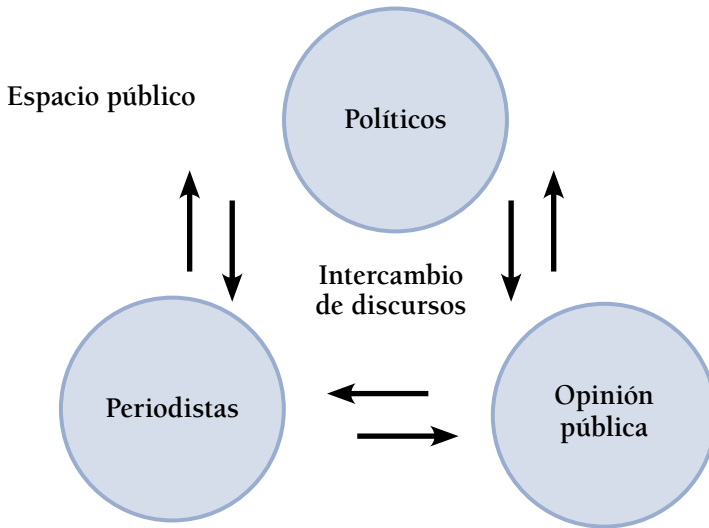 Espacio público
Políticos
Intercambio
de discursos
Periodistas
Opinión
pública